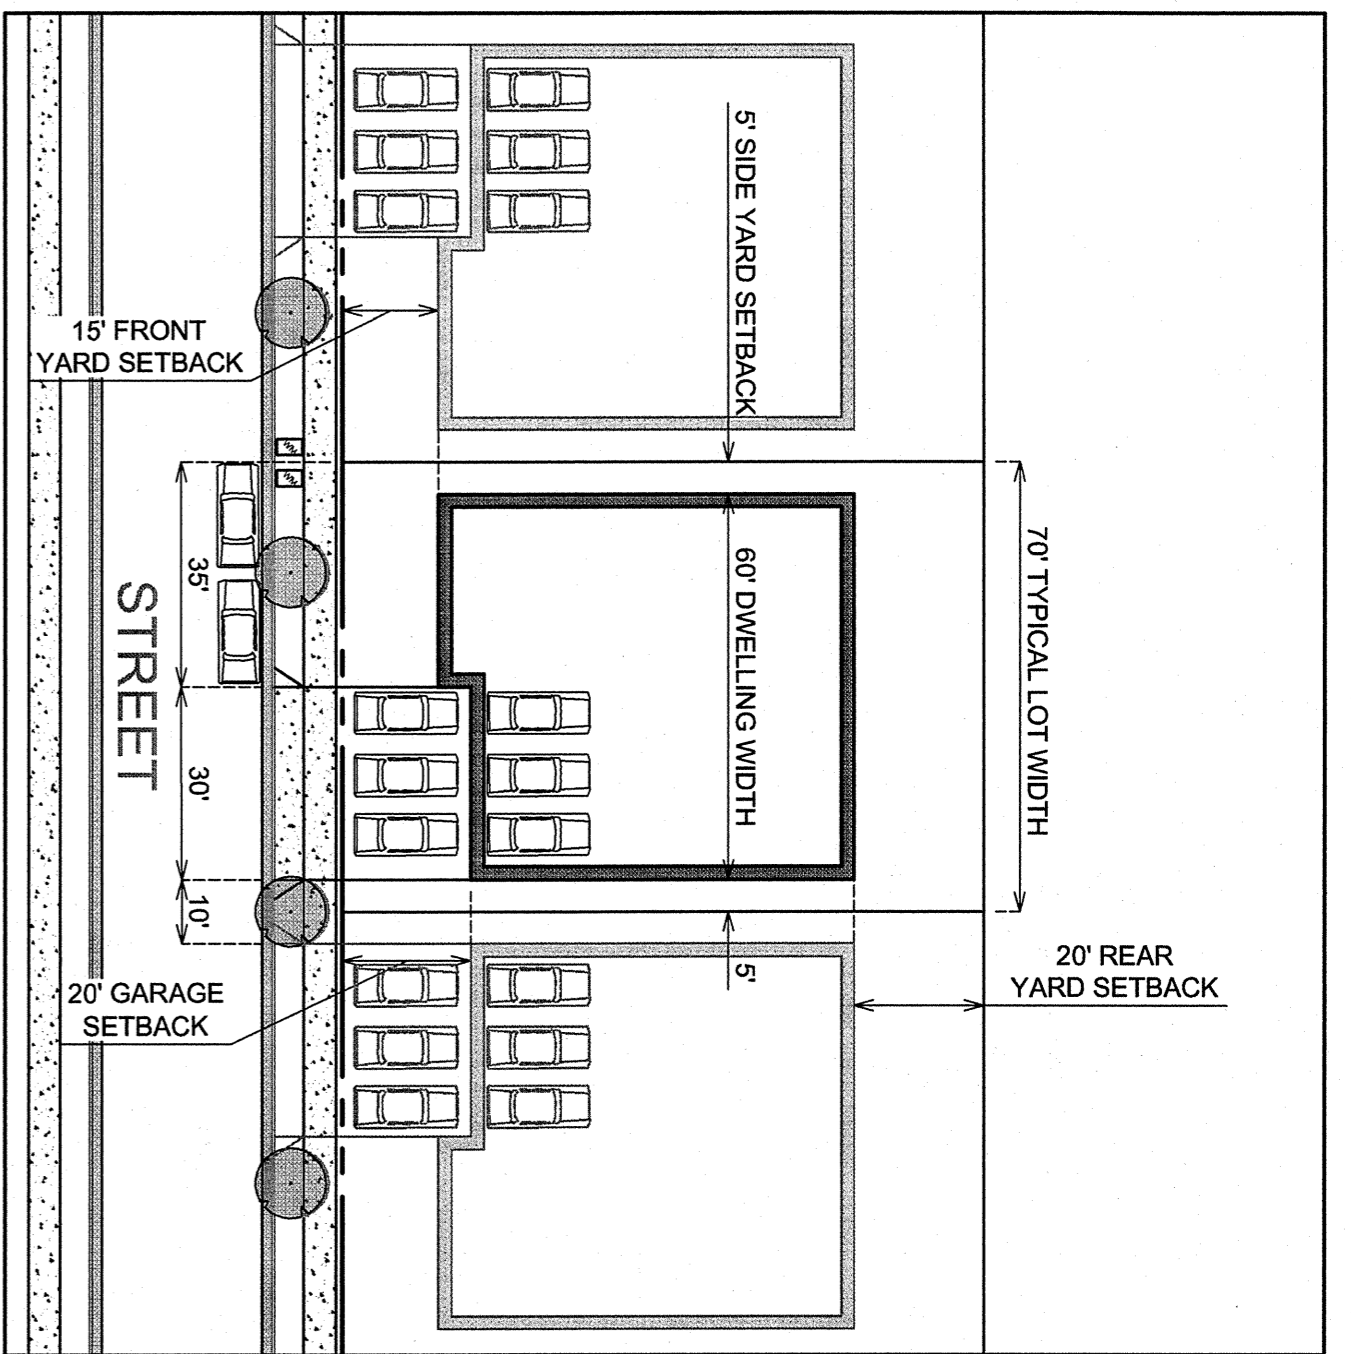 5' SIDE YARD SETBACK
15' FRONT
YARD SETBACK
70' TYPICAL LOT WIDTH
60' DWELLING WIDTH
35'
STREET
30'
10'
5'
20' REAR
YARD SETBACK
20' GARAGE
SETBACK